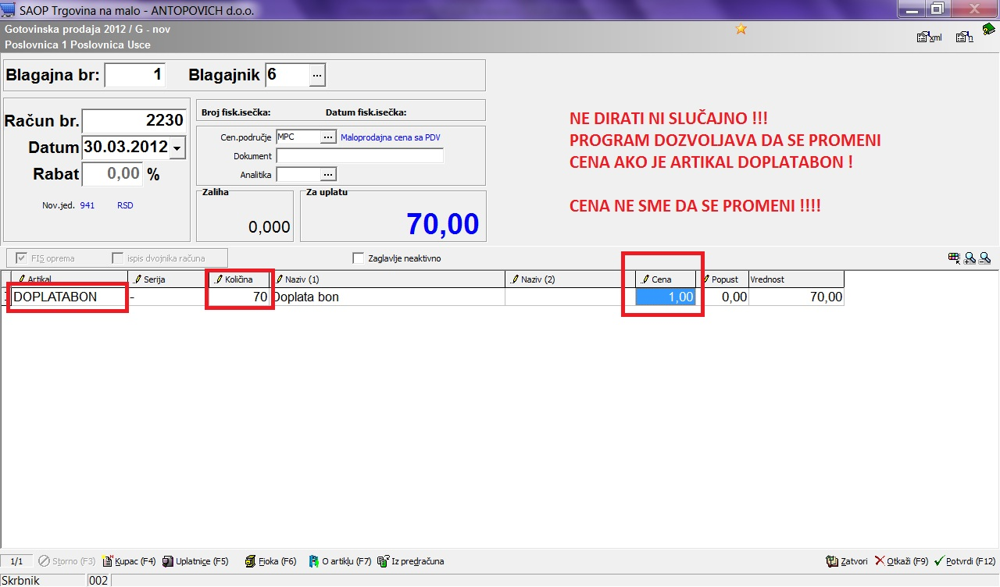 SAOP Trgovina na malo - ANTOPOVICH d.o.o.
Gotovinska prodaja 2012 / G - nov
Poslovnica 1 Poslovnica Usce
xml
n
Blagajna br: 1 Blagajnik 6 ...
Račun br. 2230
Datum 30.03.2012
Rabat 0,00 %
Nov.jed. 941 RSD
Broj fisk.isečka: Datum fisk.isečka:
Cen.područje MPC ... Maloprodajna cena sa PDV
Dokument
Analitika ...
Zaliha
0,000
Za uplatu
70,00
NE DIRATI NI SLUČAJNO !!!
PROGRAM DOZVOLJAVA DA SE PROMENI
CENA AKO JE ARTIKAL DOPLATABON !
CENA NE SME DA SE PROMENI !!!!
FIS oprema ispis dvojnika računa Zaglavlje neaktivno
Artikal Serija Količina Naziv (1) Naziv (2) Cena Popust Vrednost
DOPLATABON - 70 Doplata bon 1,00 0,00 70,00
1/1 Storno (F3) Kupac (F4) Uplatnice (F5) Fioka (F6) O artiklu (F7) Iz predračuna Zatvori Otkaži (F9) Potvrdi (F12)
Skrbnik 002